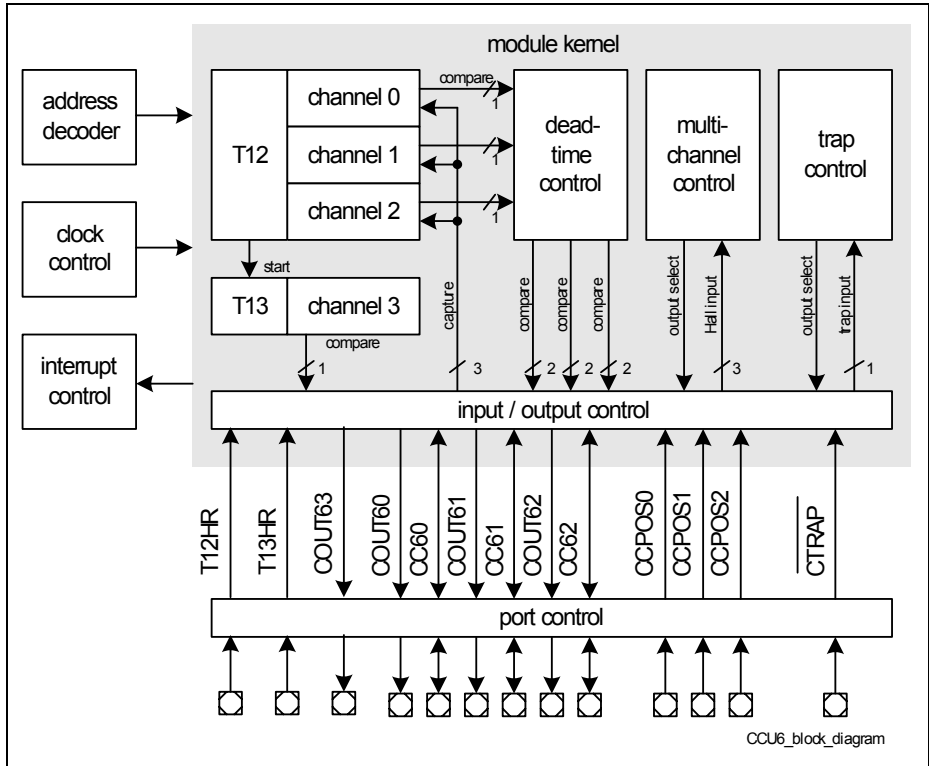 module kernel
address
decoder
clock
control
interrupt
control
T12
channel 0
channel 1
channel 2
compare
1
1
1
dead-
time
control
multi-
channel
control
trap
control
start
T13
channel 3
compare
1
capture
3
compare
2
compare
2
compare
2
output select
Hall input
3
output select
trap input
1
input / output control
T12HR
T13HR
COUT63
COUT60
CC60
COUT61
CC61
COUT62
CC62
CCPOS0
CCPOS1
CCPOS2
CTRAP
port control
CCU6_block_diagram